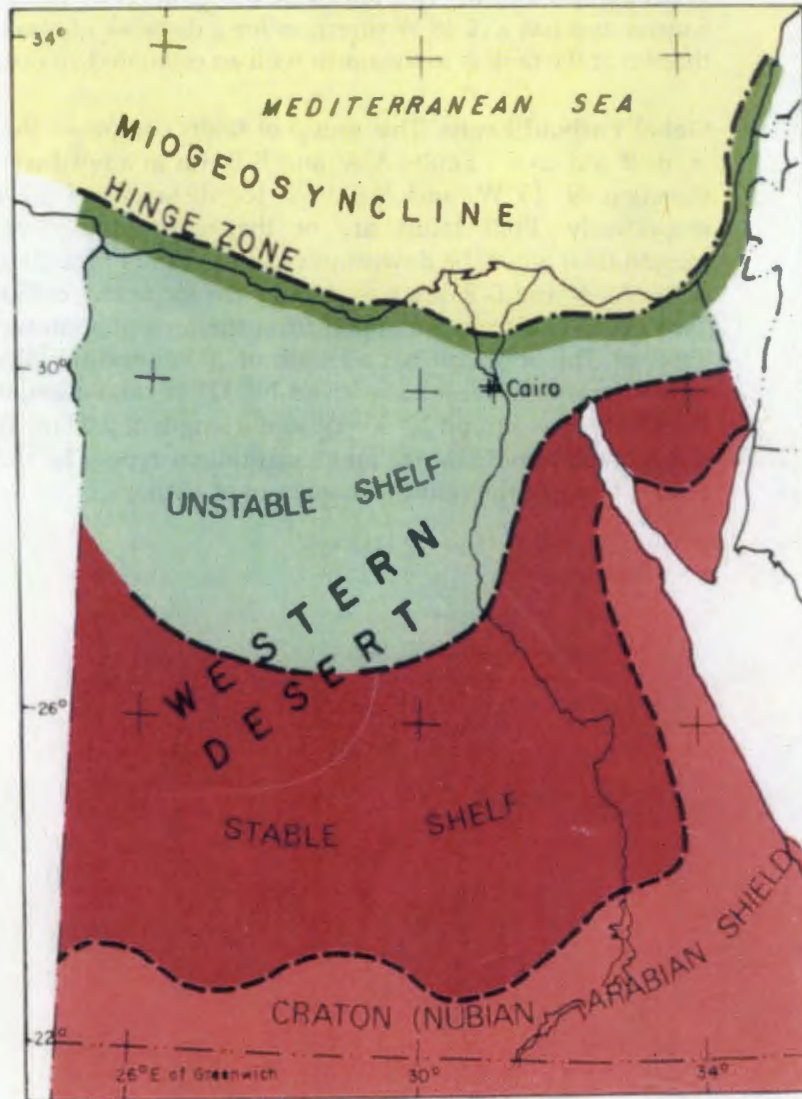 34°
MEDITERRANEAN SEA
MIOGEOSYNCLINE
HINGE ZONE
30°
Cairo
UNSTABLE SHELF
WESTERN
DESERT
26°
STABLE SHELF
CRATON (NUBIAN ARABIAN SHIELD
22°
26°E. of Greenwich 30° 34°